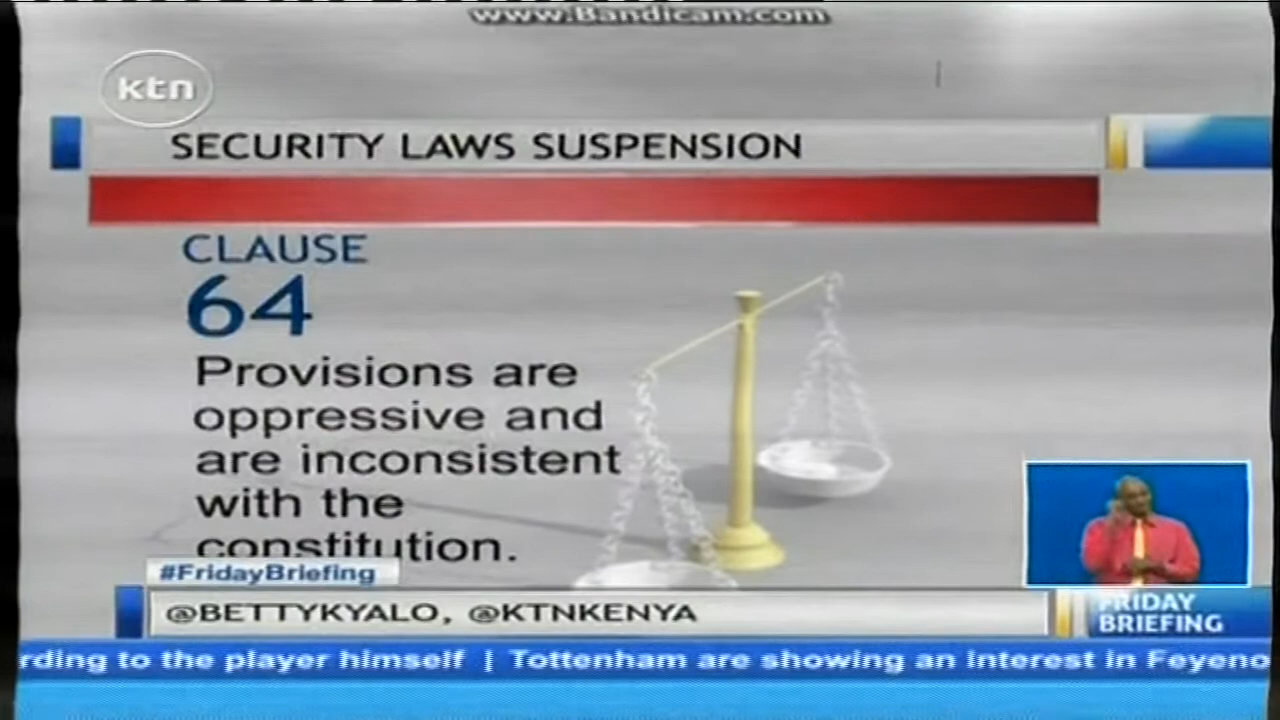 www.Bandicam.com
ktn
SECURITY LAWS SUSPENSION
CLAUSE
64
Provisions are
oppressive and
are inconsistent
with the
constitution.
#FridayBriefing
@BETTYKYALO, @KTNKENYA
FRIDAY
BRIEFING
rding to the player himself | Tottenham are showing an interest in Feyeno